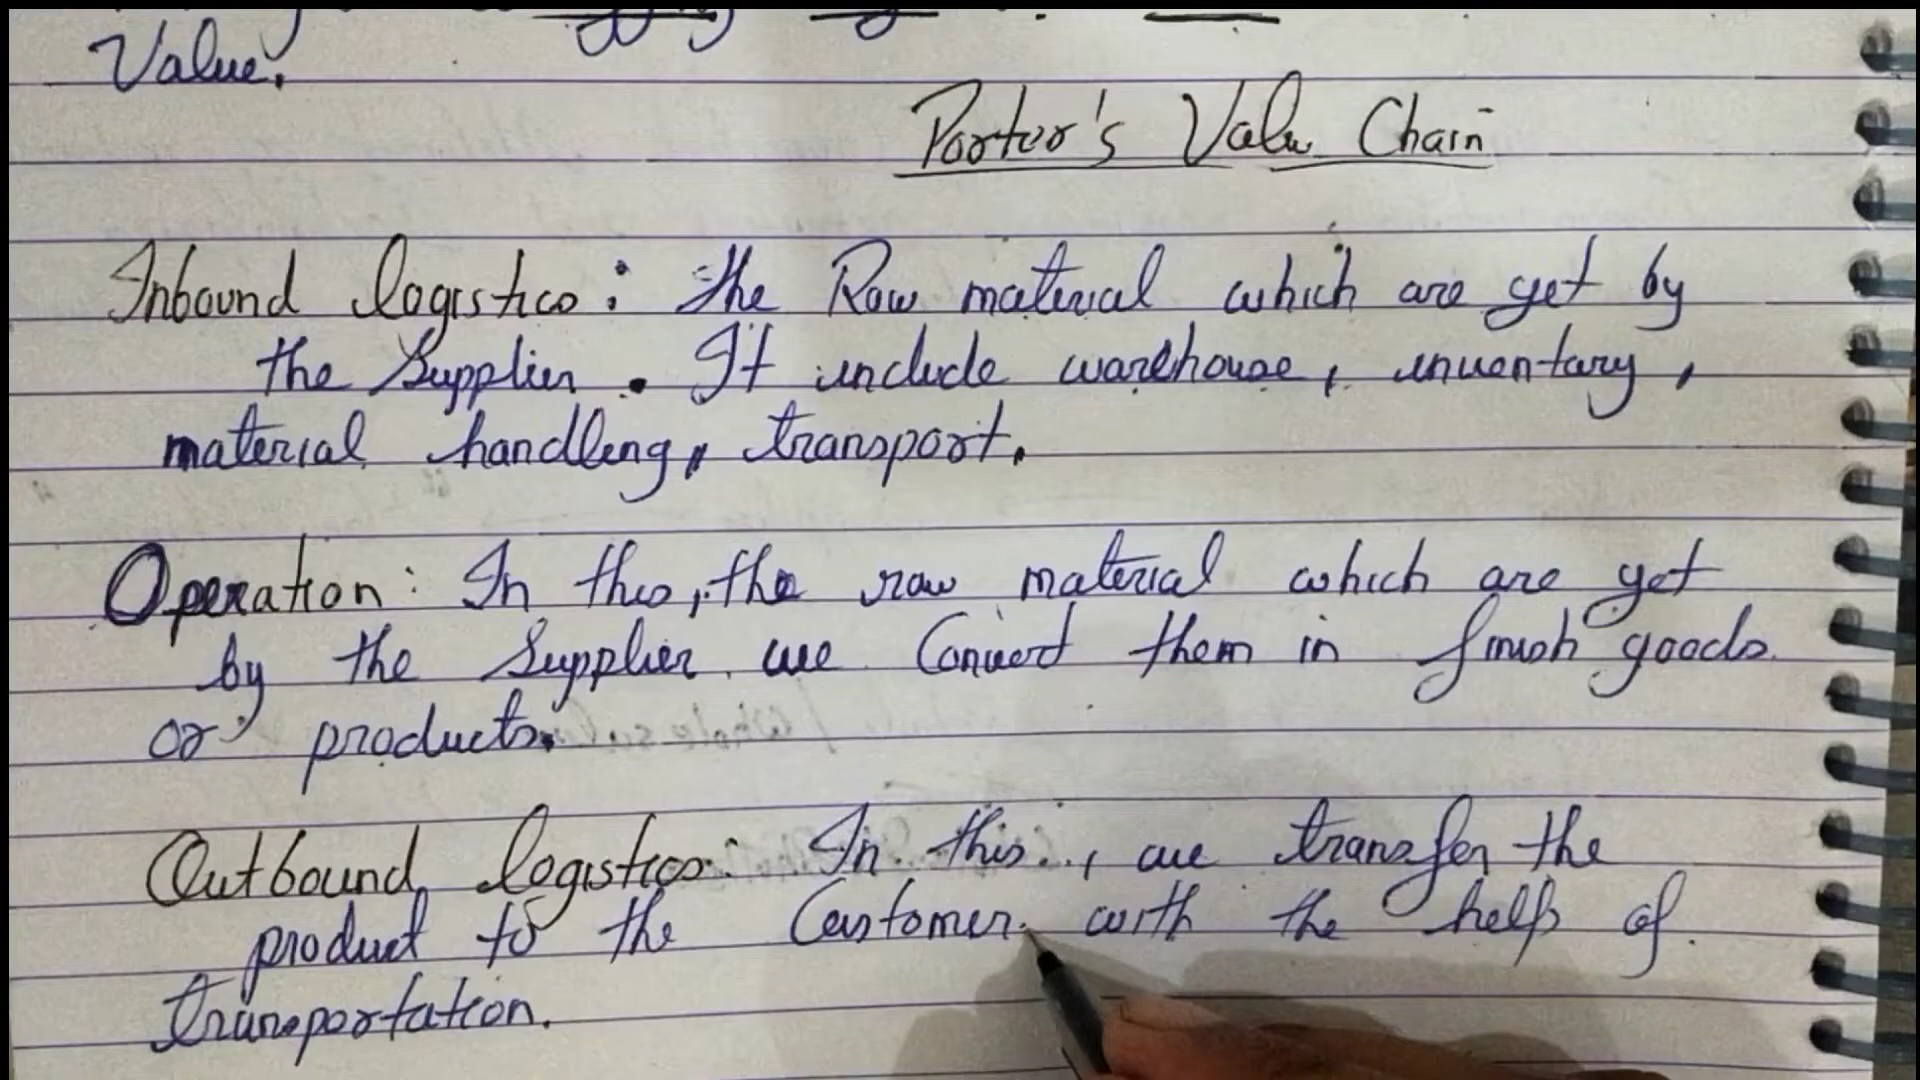 Value.
Porter's Value Chain
Inbound logistics: The Raw material which are get by
the Supplier. It include warehouse, inventary,
material handling, transport.
Operation: In this, the raw material which are get
by the Supplier we Convert them in finish goods
or products.
Outbound logistics: In this, we transfer the
product to the Customer with the help of
transportation.